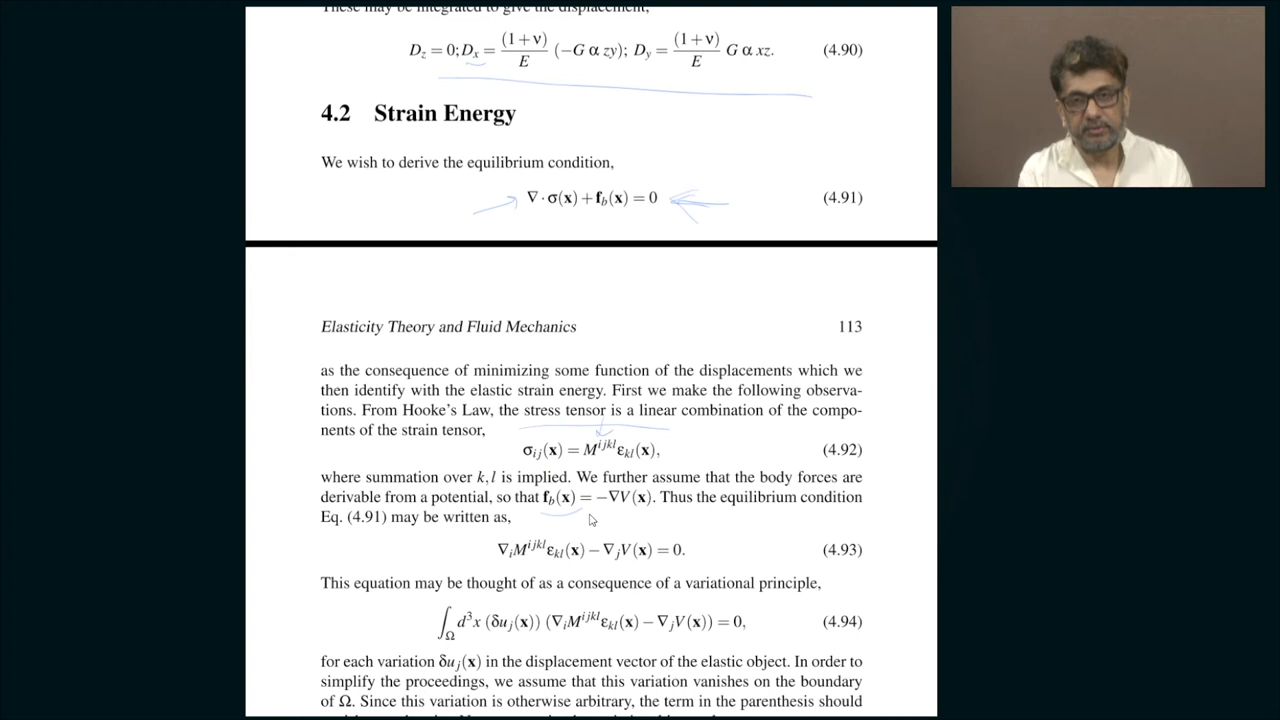 These may be integrated to give the displacement,
D_z = 0; D_x = (1+ν)/E (−G α zy); D_y = (1+ν)/E G α xz. (4.90)
4.2 Strain Energy
We wish to derive the equilibrium condition,
∇·σ(x) + f_b(x) = 0 (4.91)
Elasticity Theory and Fluid Mechanics 113
as the consequence of minimizing some function of the displacements which we
then identify with the elastic strain energy. First we make the following observa-
tions. From Hooke's Law, the stress tensor is a linear combination of the compo-
nents of the strain tensor,
σ_ij(x) = M^ijkl ε_kl(x), (4.92)
where summation over k,l is implied. We further assume that the body forces are
derivable from a potential, so that f_b(x) = −∇V(x). Thus the equilibrium condition
Eq. (4.91) may be written as,
∇_i M^ijkl ε_kl(x) − ∇_j V(x) = 0. (4.93)
This equation may be thought of as a consequence of a variational principle,
∫_Ω d³x (δu_j(x)) (∇_i M^ijkl ε_kl(x) − ∇_j V(x)) = 0, (4.94)
for each variation δu_j(x) in the displacement vector of the elastic object. In order to
simplify the proceedings, we assume that this variation vanishes on the boundary
of Ω. Since this variation is otherwise arbitrary, the term in the parenthesis should